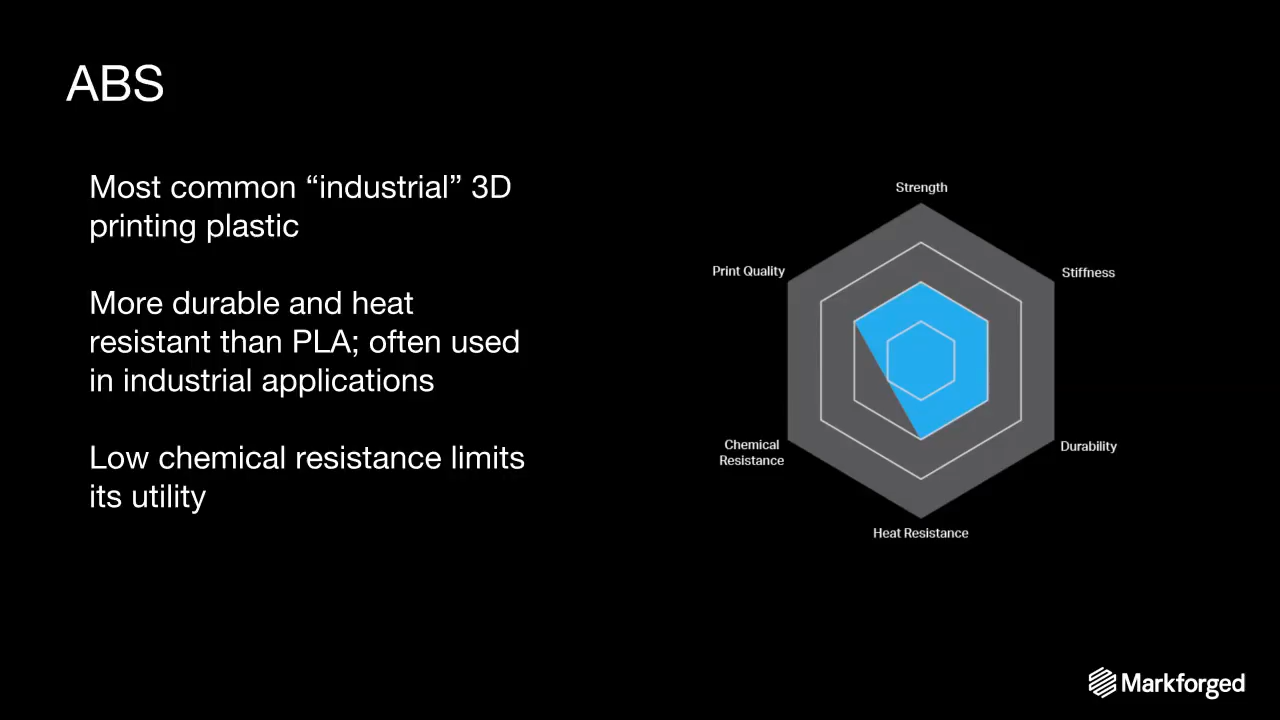 ABS
Most common “industrial” 3D
printing plastic
More durable and heat
resistant than PLA; often used
in industrial applications
Low chemical resistance limits
its utility
Strength
Print Quality
Stiffness
Chemical
Resistance
Durability
Heat Resistance
Markforged